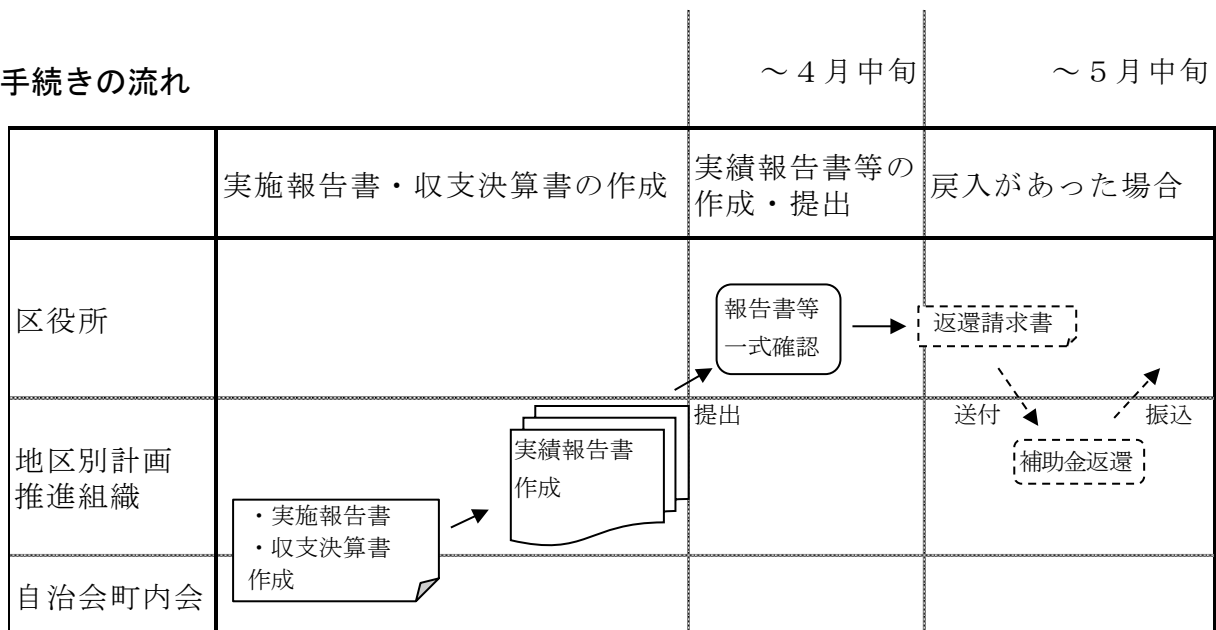 手続きの流れ
～４月中旬
～５月中旬
実施報告書・収支決算書の作成
実績報告書等の
作成・提出
戻入があった場合
区役所
報告書等
一式確認
返還請求書
提出
送付
振込
地区別計画
推進組織
実績報告書
作成
補助金返還
・実施報告書
・収支決算書
作成
自治会町内会